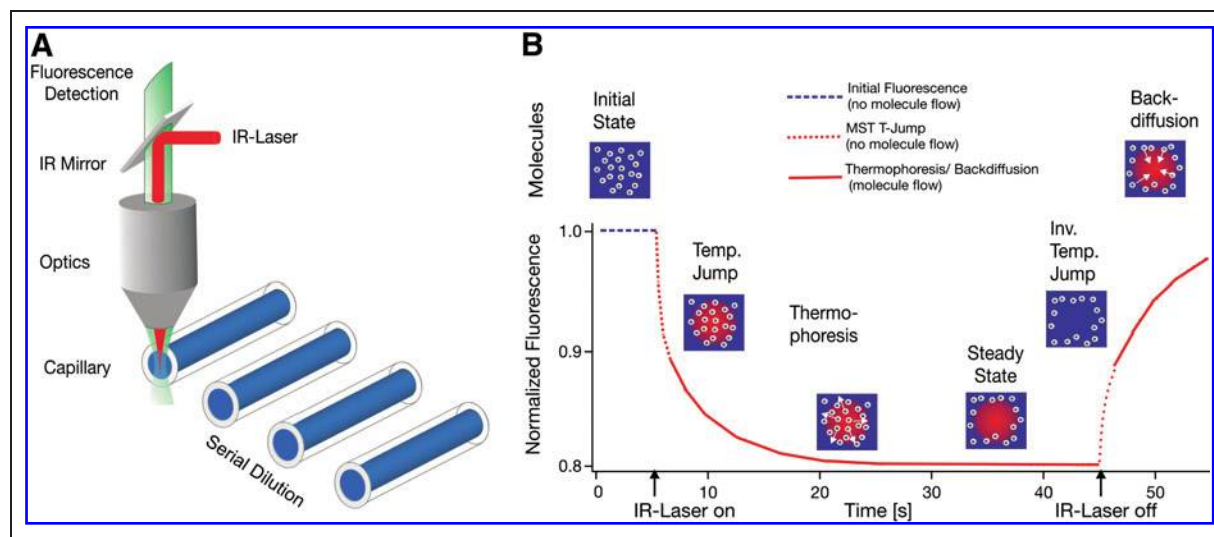 A
Fluorescence
Detection
IR-Laser
IR Mirror
Optics
Capillary
Serial Dilution
B
Molecules
Normalized Fluorescence
Initial
State
Initial Fluorescence
(no molecule flow)
MST T-Jump
(no molecule flow)
Thermophoresis/ Backdiffusion
(molecule flow)
Back-
diffusion
1.0
0.9
0.8
Temp.
Jump
Thermo-
phoresis
Steady
State
Inv.
Temp.
Jump
0
10
20
30
40
50
IR-Laser on
Time [s]
IR-Laser off